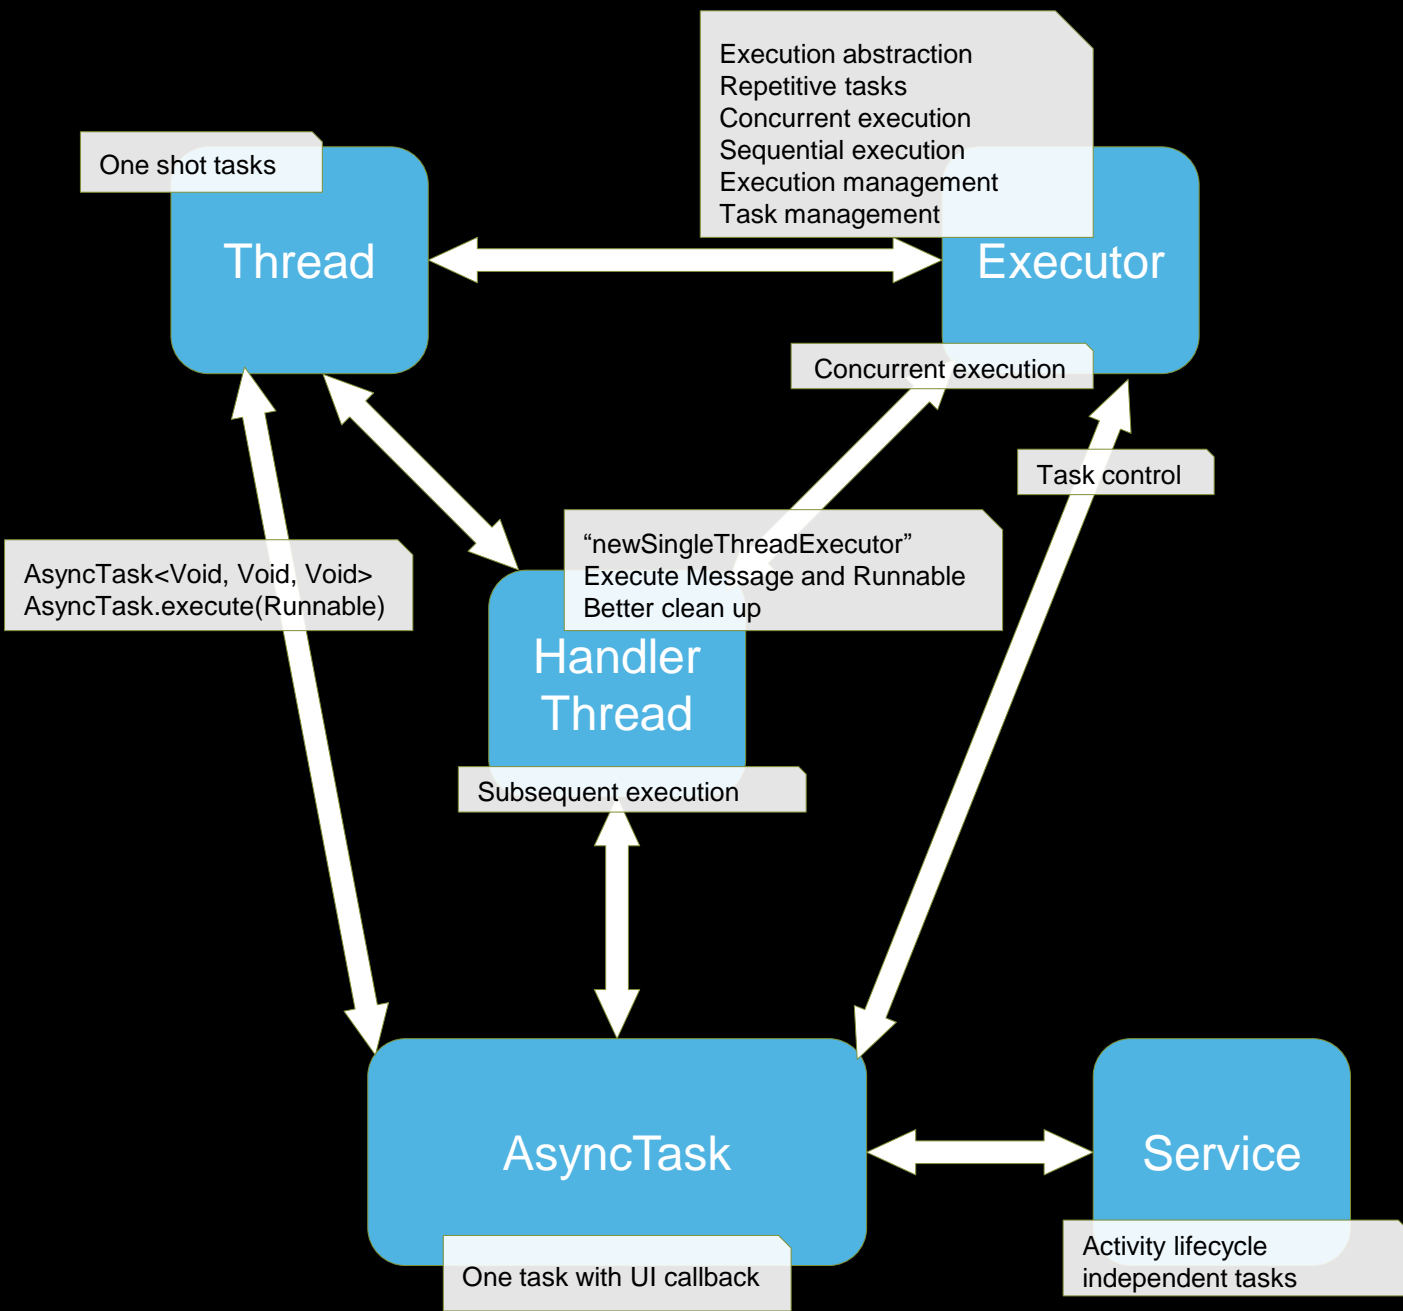 Execution abstraction
Repetitive tasks
Concurrent execution
Sequential execution
Execution management
Task management
One shot tasks
Thread
Executor
Concurrent execution
Task control
“newSingleThreadExecutor”
Execute Message and Runnable
Better clean up
AsyncTask<Void, Void, Void>
AsyncTask.execute(Runnable)
Handler
Thread
Subsequent execution
AsyncTask
Service
One task with UI callback
Activity lifecycle
independent tasks